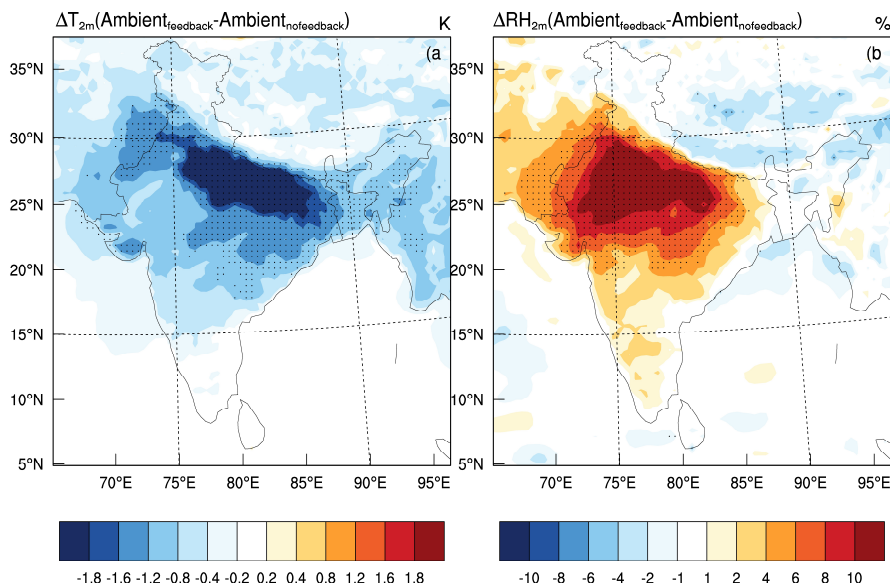 ΔT2m(Ambientfeedback-Ambientnofeedback) K
(a
35°N
30°N
25°N
20°N
15°N
10°N
5°N
70°E 75°E 80°E 85°E 90°E 95°E
-1.8 -1.6 -1.2 -0.8 -0.4 -0.2 0.2 0.4 0.8 1.2 1.6 1.8
ΔRH2m(Ambientfeedback-Ambientnofeedback) %
(b
35°N
30°N
25°N
20°N
15°N
10°N
5°N
70°E 75°E 80°E 85°E 90°E 95°E
-10 -8 -6 -4 -2 -1 1 2 4 6 8 10